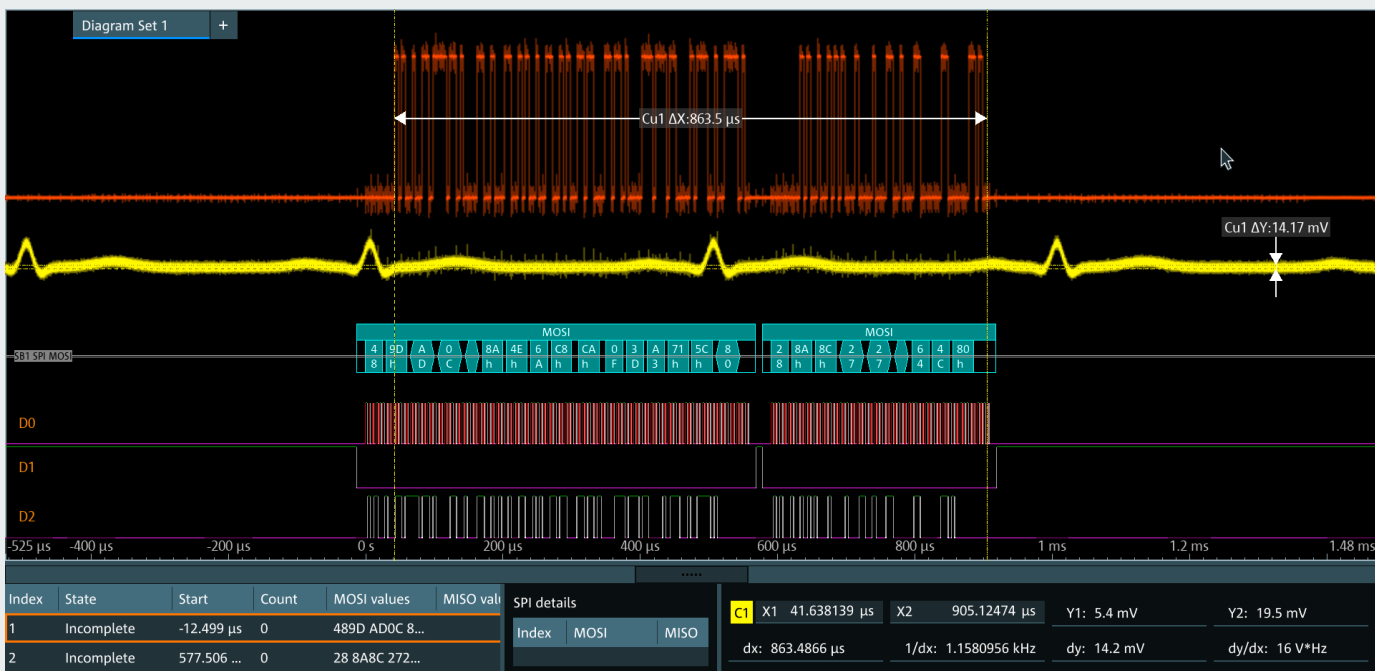 Diagram Set 1 +
Cu1 ΔX:863.5 µs
Cu1 ΔY:14.17 mV
MOSI MOSI
SB1 SPI MOSI
4 9D A 0 8A 4E 6 C8 CA 0 3 A 71 5C 8 2 8A 8C 2 2 6 4 80
8 h D C h h A h h F D 3 h h 0 8 h h 7 7 4 C h
D0
D1
D2
-525 µs -400 µs -200 µs 0 s 200 µs 400 µs 600 µs 800 µs 1 ms 1.2 ms 1.48 ms
Index State Start Count MOSI values MISO valu
1 Incomplete -12.499 µs 0 489D AD0C 8...
2 Incomplete 577.506 ... 0 28 8A8C 272...
SPI details
Index MOSI MISO
C1 X1 41.638139 µs X2 905.12474 µs Y1: 5.4 mV Y2: 19.5 mV
dx: 863.4866 µs 1/dx: 1.1580956 kHz dy: 14.2 mV dy/dx: 16 V*Hz